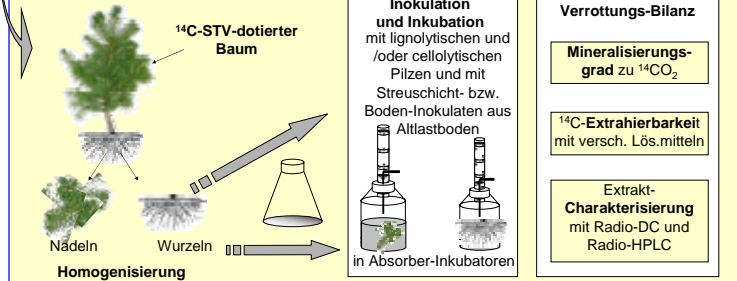 ¹⁴C-STV-dotierter
Baum
Nadeln
Wurzeln
Homogenisierung
Inokulation
und Inkubation
mit lignolytischen und
/oder cellolytischen
Pilzen und mit
Streuschicht- bzw.
Boden-Inokulaten aus
Altlastboden
in Absorber-Inkubatoren
Verrottungs-Bilanz
Mineralisierungs-
grad zu ¹⁴CO₂
¹⁴C-Extrahierbarkeit
mit versch. Lös.mitteln
Extrakt-
Charakterisierung
mit Radio-DC und
Radio-HPLC